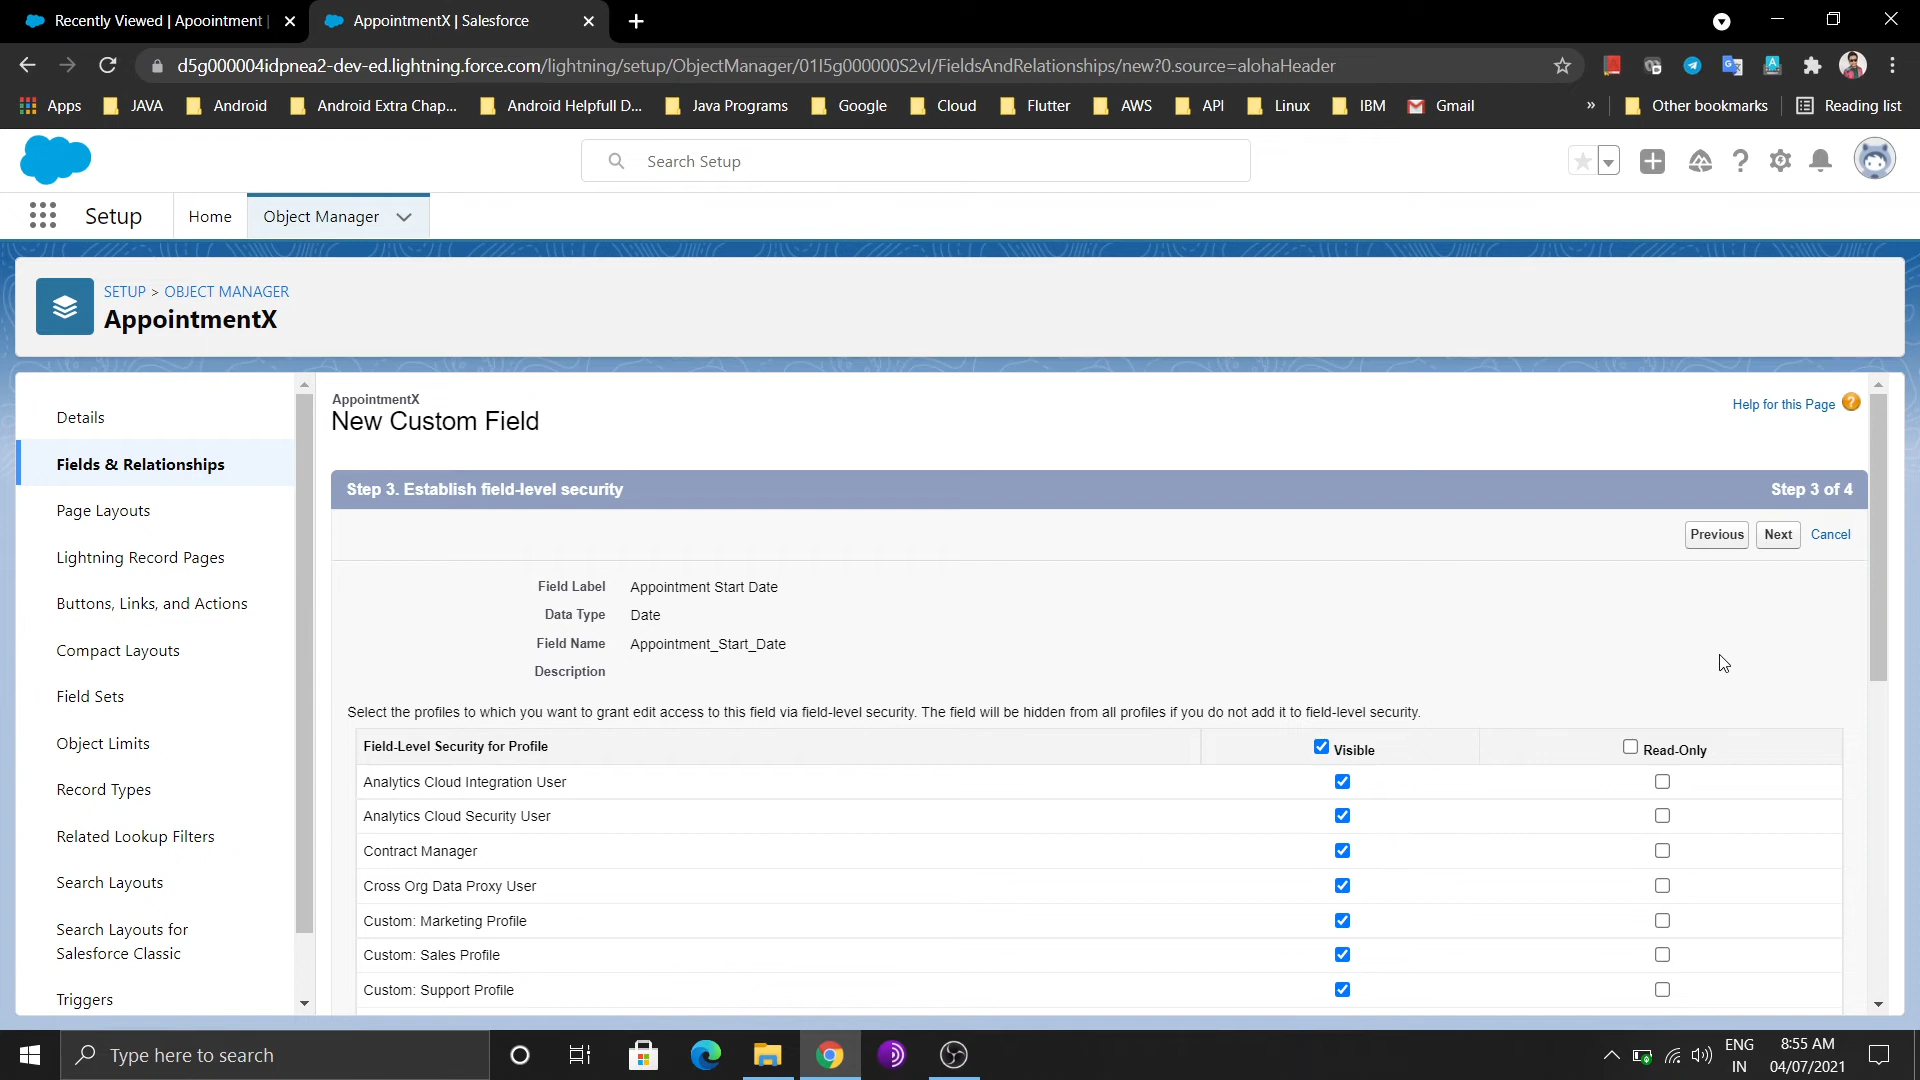 Recently Viewed | Apoointment |
AppointmentX | Salesforce
d5g000004idpnea2-dev-ed.lightning.force.com/lightning/setup/ObjectManager/01I5g000000S2vl/FieldsAndRelationships/new?0.source=alohaHeader
Apps JAVA Android Android Extra Chap... Android Helpfull D... Java Programs Google Cloud Flutter AWS API Linux IBM Gmail » Other bookmarks Reading list
Search Setup
Setup Home Object Manager
SETUP > OBJECT MANAGER
AppointmentX
Details
Fields & Relationships
Page Layouts
Lightning Record Pages
Buttons, Links, and Actions
Compact Layouts
Field Sets
Object Limits
Record Types
Related Lookup Filters
Search Layouts
Search Layouts for
Salesforce Classic
Triggers
AppointmentX
New Custom Field
Help for this Page ?
Step 3. Establish field-level security Step 3 of 4
Previous Next Cancel
Field Label Appointment Start Date
Data Type Date
Field Name Appointment_Start_Date
Description
Select the profiles to which you want to grant edit access to this field via field-level security. The field will be hidden from all profiles if you do not add it to field-level security.
Field-Level Security for Profile Visible Read-Only
Analytics Cloud Integration User
Analytics Cloud Security User
Contract Manager
Cross Org Data Proxy User
Custom: Marketing Profile
Custom: Sales Profile
Custom: Support Profile
Type here to search
ENG
IN
8:55 AM
04/07/2021